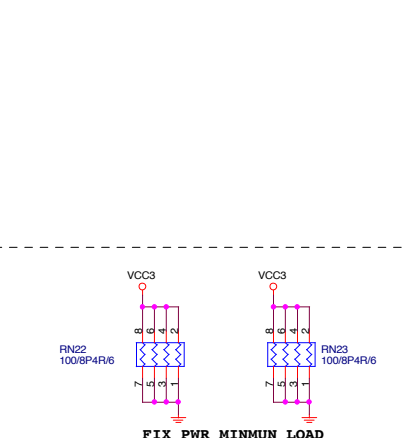 VCC3 VCC3
8 6 4 2 8 6 4 2
RN22 RN23
100/8P4R/6 100/8P4R/6
7 5 3 1 7 5 3 1
FIX PWR MINMUN LOAD